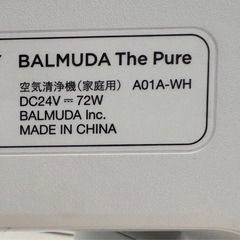 BALMUDA The Pure
空気清浄機(家庭用) A01A-WH
DC24V⎓72W
BALMUDA Inc.
MADE IN CHINA